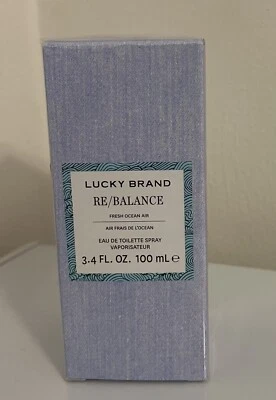 LUCKY BRAND
RE/BALANCE
FRESH OCEAN AIR
AIR FRAIS DE L'OCÉAN
EAU DE TOILETTE SPRAY
VAPORISATEUR
3.4 FL. OZ. 100 mL ℮